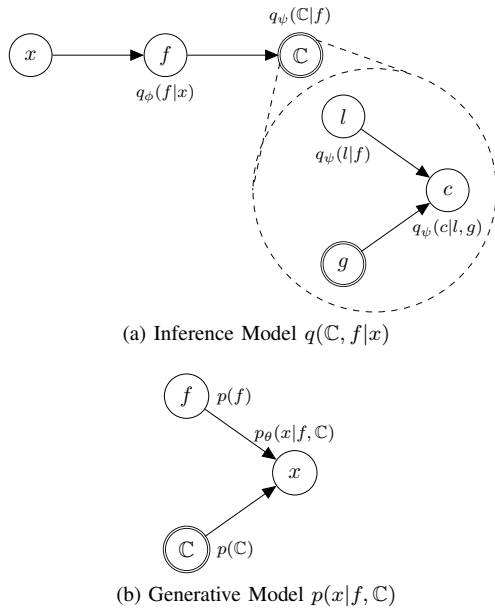 q_ψ(ℂ|f)
x
f
ℂ
q_ϕ(f|x)
l
q_ψ(l|f)
c
q_ψ(c|l, g)
g
(a) Inference Model q(ℂ, f|x)
f
p(f)
p_θ(x|f, ℂ)
x
ℂ
p(ℂ)
(b) Generative Model p(x|f, ℂ)